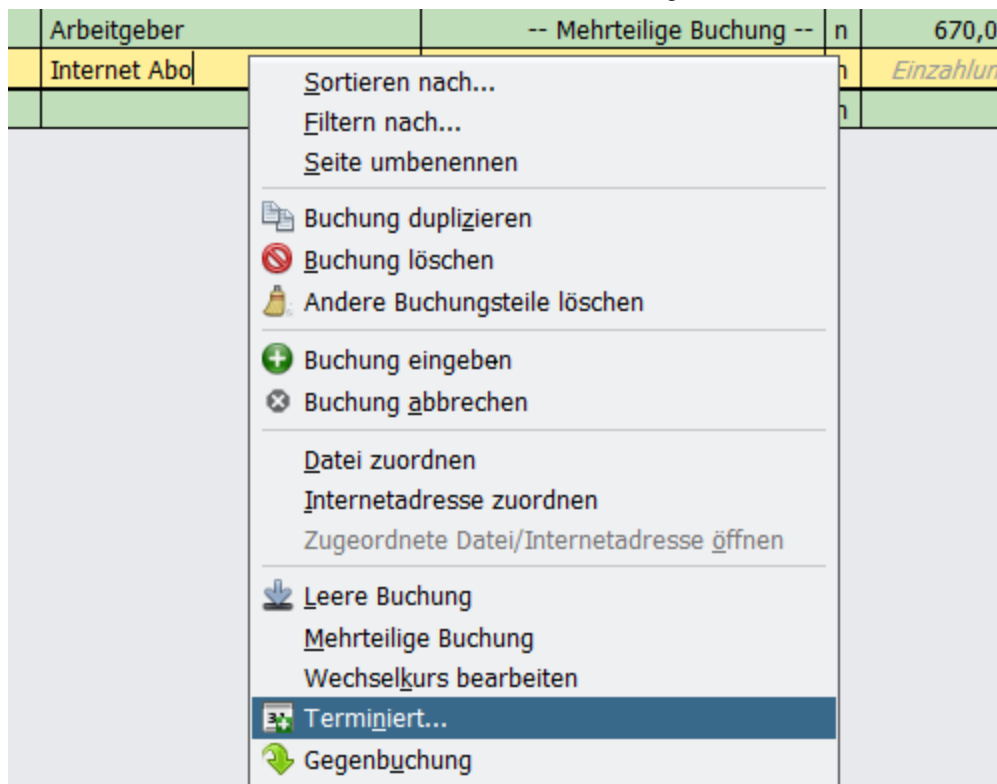 Arbeitgeber -- Mehrteilige Buchung -- n 670,0
Internet Abo n Einzahlun
n
Sortieren nach...
Filtern nach...
Seite umbenennen
Buchung duplizieren
Buchung löschen
Andere Buchungsteile löschen
Buchung eingeben
Buchung abbrechen
Datei zuordnen
Internetadresse zuordnen
Zugeordnete Datei/Internetadresse öffnen
Leere Buchung
Mehrteilige Buchung
Wechselkurs bearbeiten
Terminiert...
Gegenbuchung